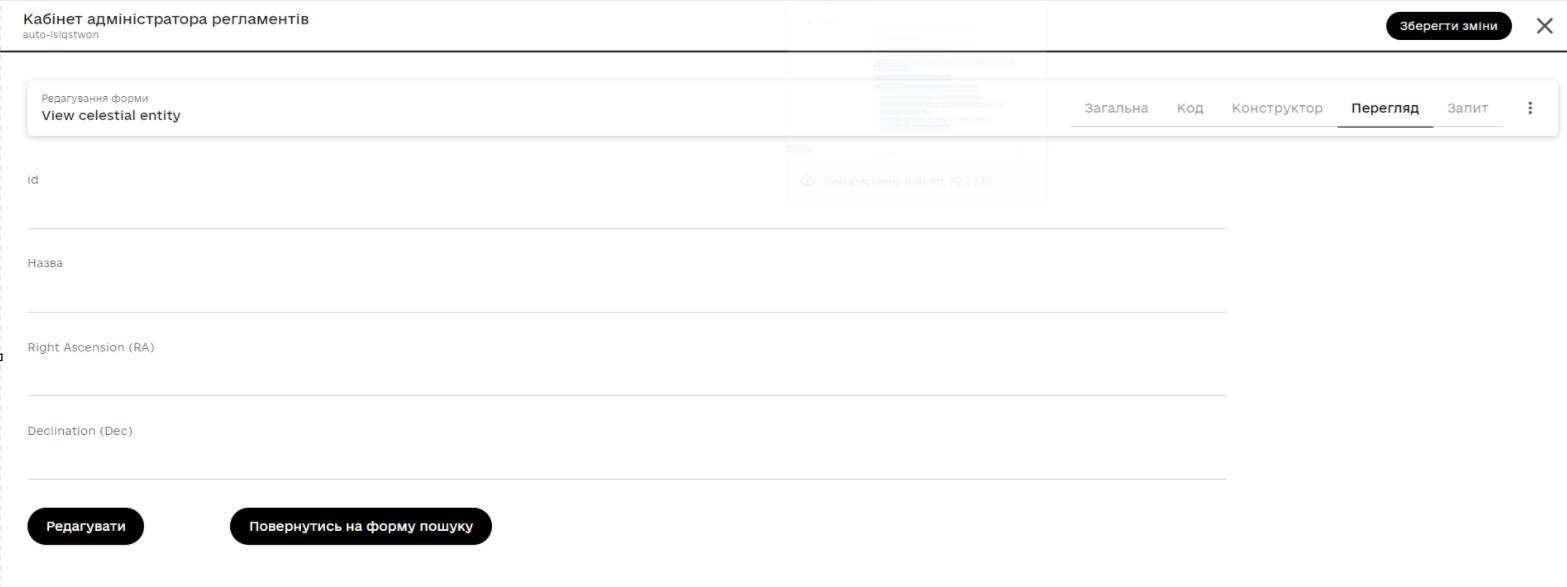 Кабінет адміністратора регламентів
auto-islqstwon
Зберегти зміни
Редагування форми
View celestial entity
Загальна Код Конструктор Перегляд Запит
Використання пам'яті: 72,2 МБ
id
Назва
Right Ascension (RA)
Declination (Dec)
Редагувати Повернутись на форму пошуку